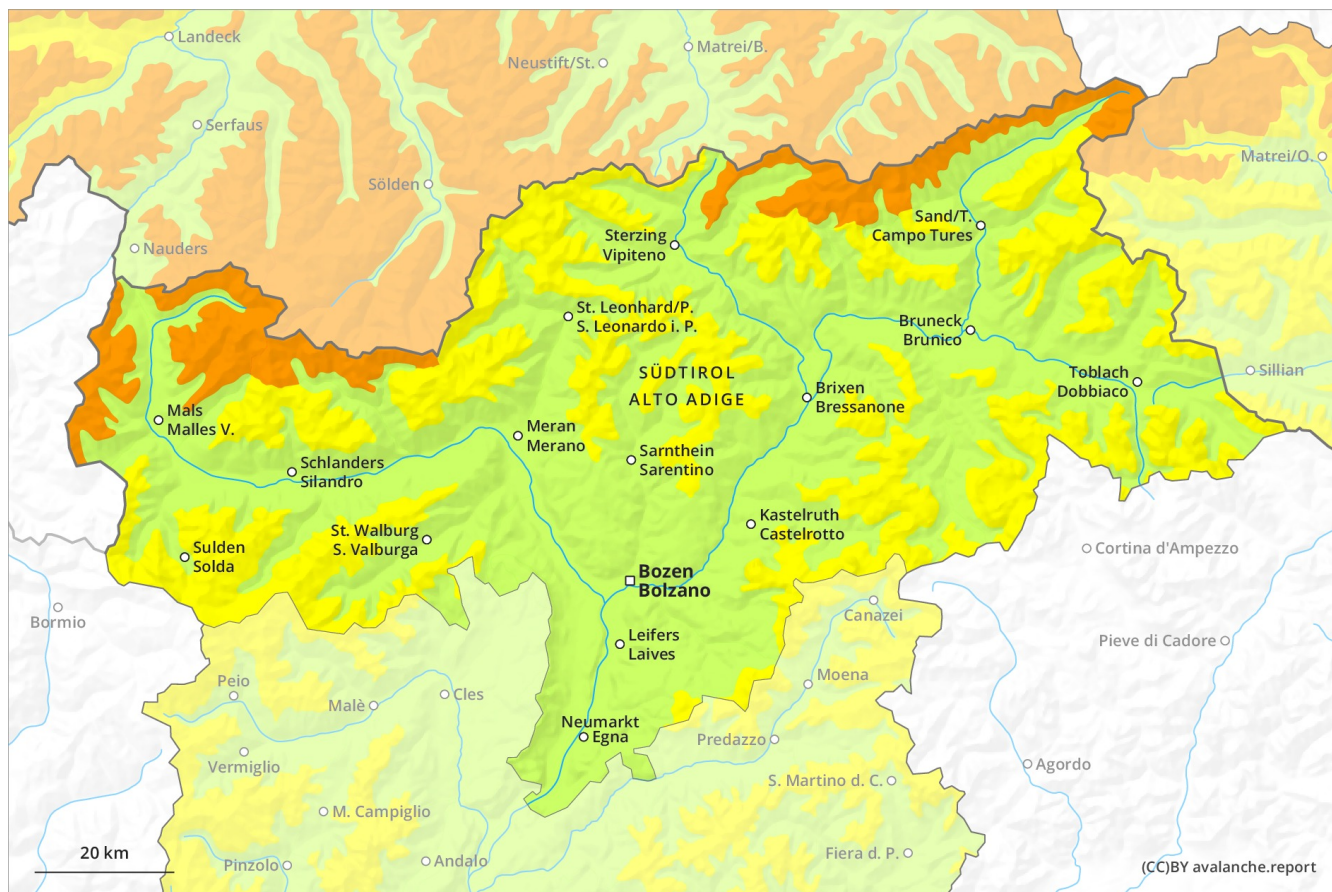 Landeck
Matrei/B.
Neustift/St.
Serfaus
Matrei/O.
Sölden
Sand/T.
Campo Tures
Sterzing
Vipiteno
Nauders
St. Leonhard/P.
S. Leonardo i. P.
Bruneck
Brunico
SÜDTIROL
ALTO ADIGE
Toblach
Dobbiaco
Sillian
Brixen
Bressanone
Mals
Malles V.
Meran
Merano
Sarnthein
Sarentino
Schlanders
Silandro
Kastelruth
Castelrotto
St. Walburg
S. Valburga
Sulden
Solda
Cortina d'Ampezzo
Bozen
Bolzano
Bormio
Canazei
Leifers
Laives
Pieve di Cadore
Peio
Moena
Cles
Malè
Neumarkt
Egna
Predazzo
Vermiglio
Agordo
S. Martino d. C.
M. Campiglio
20 km
Andalo
Fiera d. P.
Pinzolo
(CC)BY avalanche.report